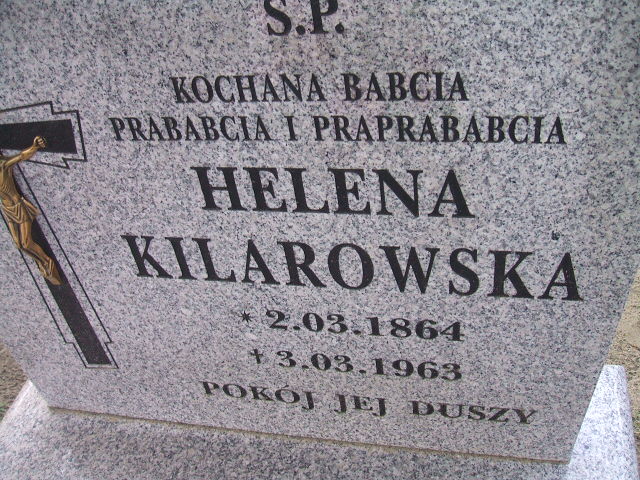 Ś.P.
KOCHANA BABCIA
PRABABCIA I PRAPRABABCIA
HELENA
KILAROWSKA
* 2.03.1864
† 3.03.1963
POKÓJ JEJ DUSZY